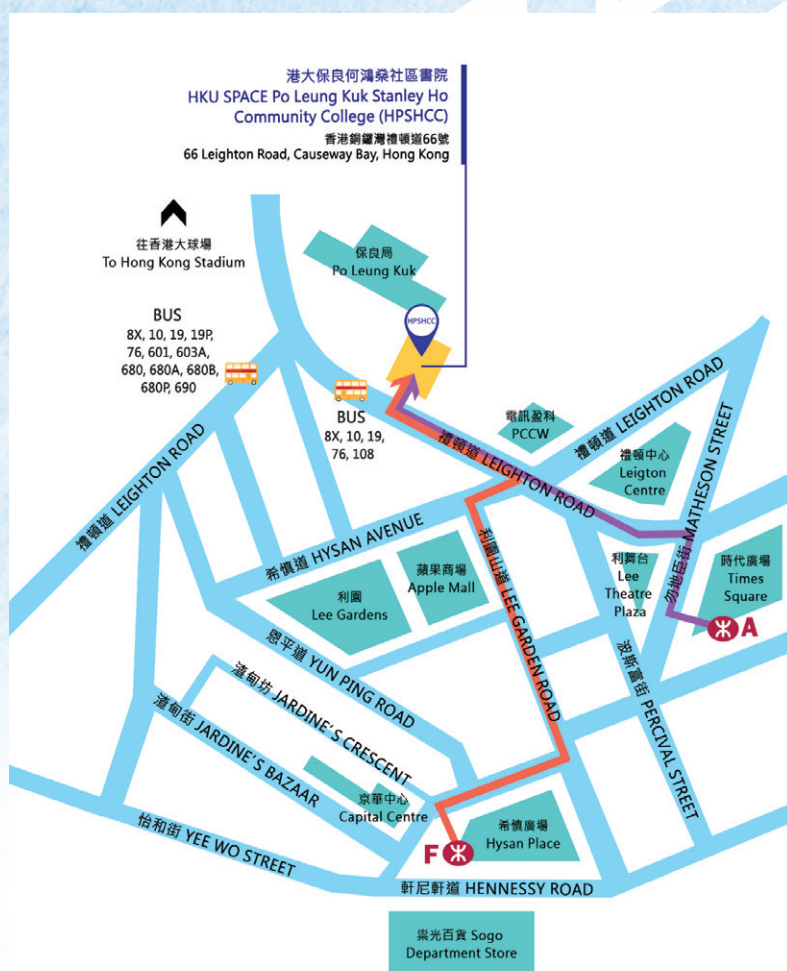 港大保良何鴻燊社區書院
HKU SPACE Po Leung Kuk Stanley Ho
Community College (HPSHCC)
香港銅鑼灣禮頓道66號
66 Leighton Road, Causeway Bay, Hong Kong
往香港大球場
To Hong Kong Stadium
保良局
Po Leung Kuk
HPSHCC
BUS
8X, 10, 19, 19P,
76, 601, 603A,
680, 680A, 680B,
680P, 690
BUS
8X, 10, 19,
76, 108
電訊盈科
PCCW
禮頓道 LEIGHTON ROAD
禮頓道 LEIGHTON ROAD
禮頓道 LEIGHTON ROAD
禮頓中心
Leigton
Centre
勿地臣街 MATHESON STREET
希慎道 HYSAN AVENUE
利園
Lee Gardens
蘋果商場
Apple Mall
利園山道 LEE GARDEN ROAD
利舞台
Lee
Theatre
Plaza
時代廣場
Times
Square
A
恩平道 YUN PING ROAD
渣甸坊 JARDINE'S CRESCENT
渣甸街 JARDINE'S BAZAAR
波斯富街 PERCIVAL STREET
京華中心
Capital Centre
希慎廣場
Hysan Place
F
怡和街 YEE WO STREET
軒尼軒道 HENNESSY ROAD
祟光百貨 Sogo
Department Store